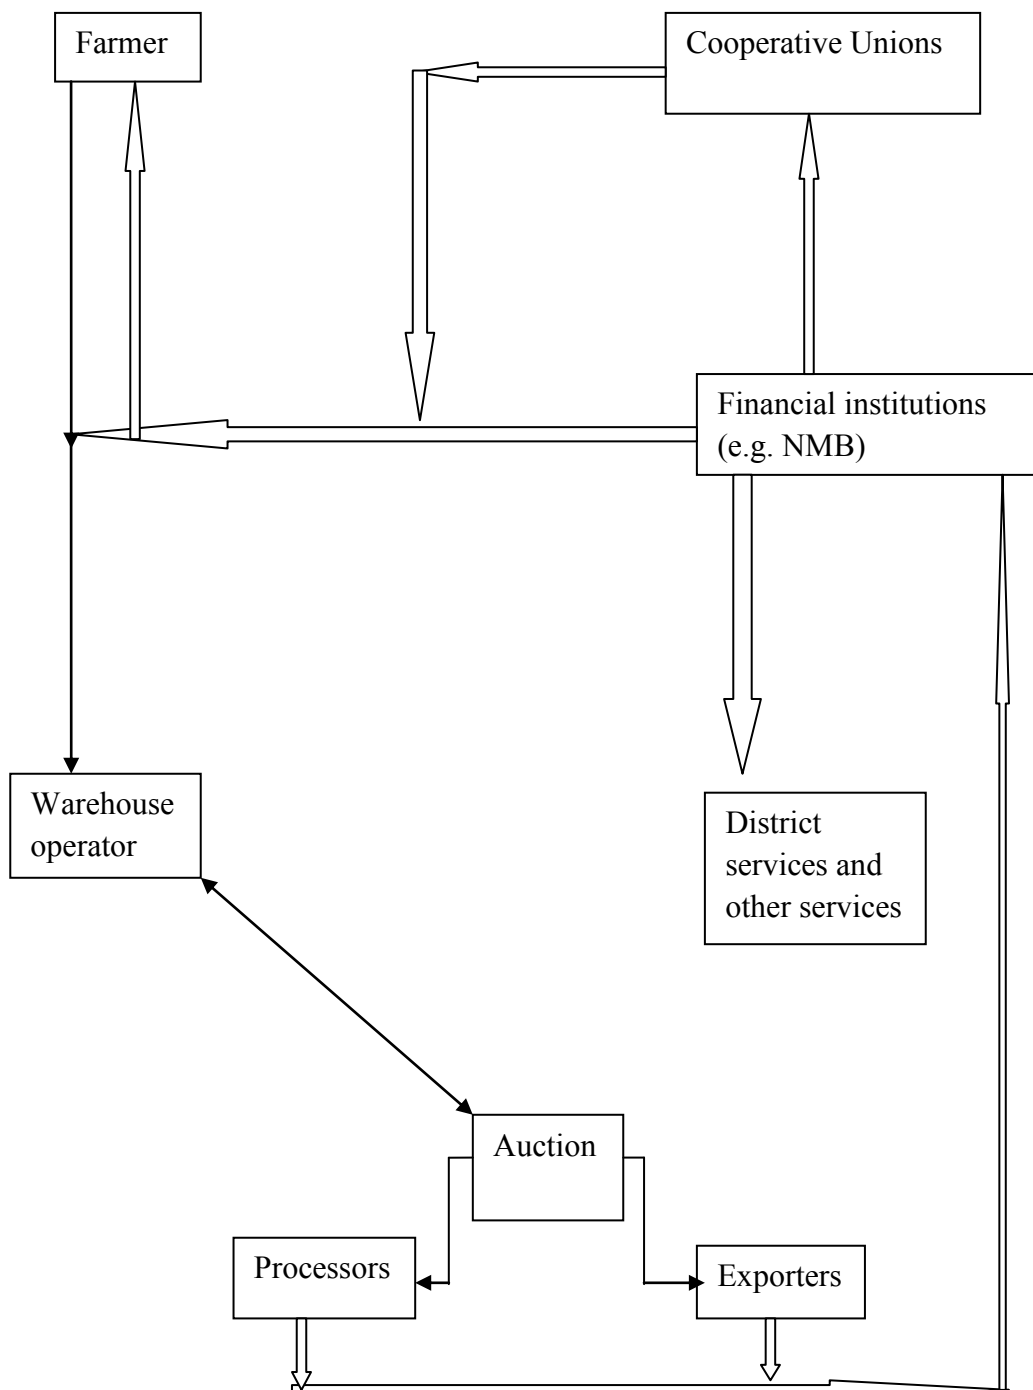 Farmer
Cooperative Unions
Financial institutions
(e.g. NMB)
Warehouse
operator
District
services and
other services
Auction
Processors
Exporters